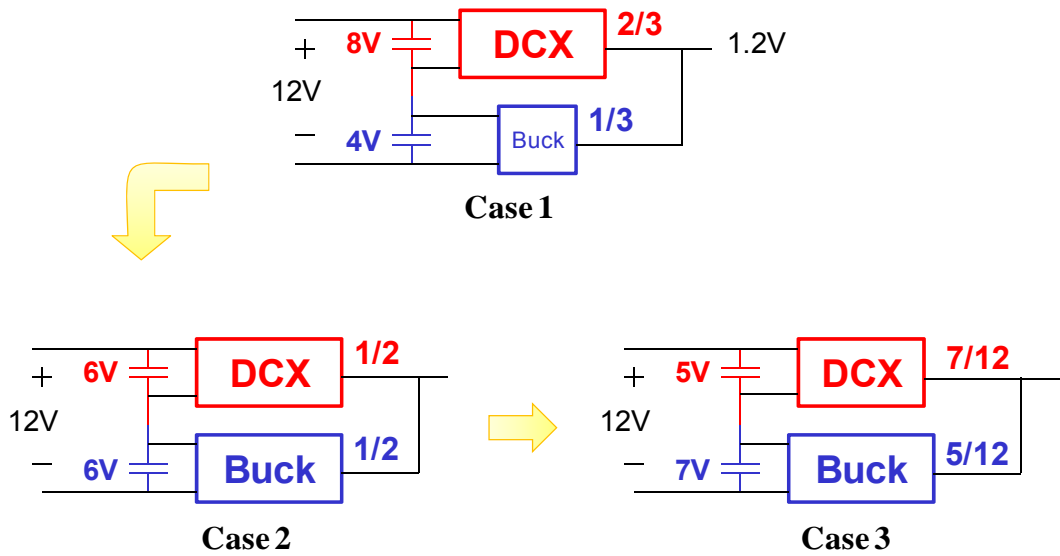 2/3
8V
DCX
1.2V
+
12V
1/3
−
4V
Buck
Case 1
1/2
+
6V
DCX
12V
1/2
−
6V
Buck
Case 2
7/12
+
5V
DCX
12V
5/12
−
7V
Buck
Case 3